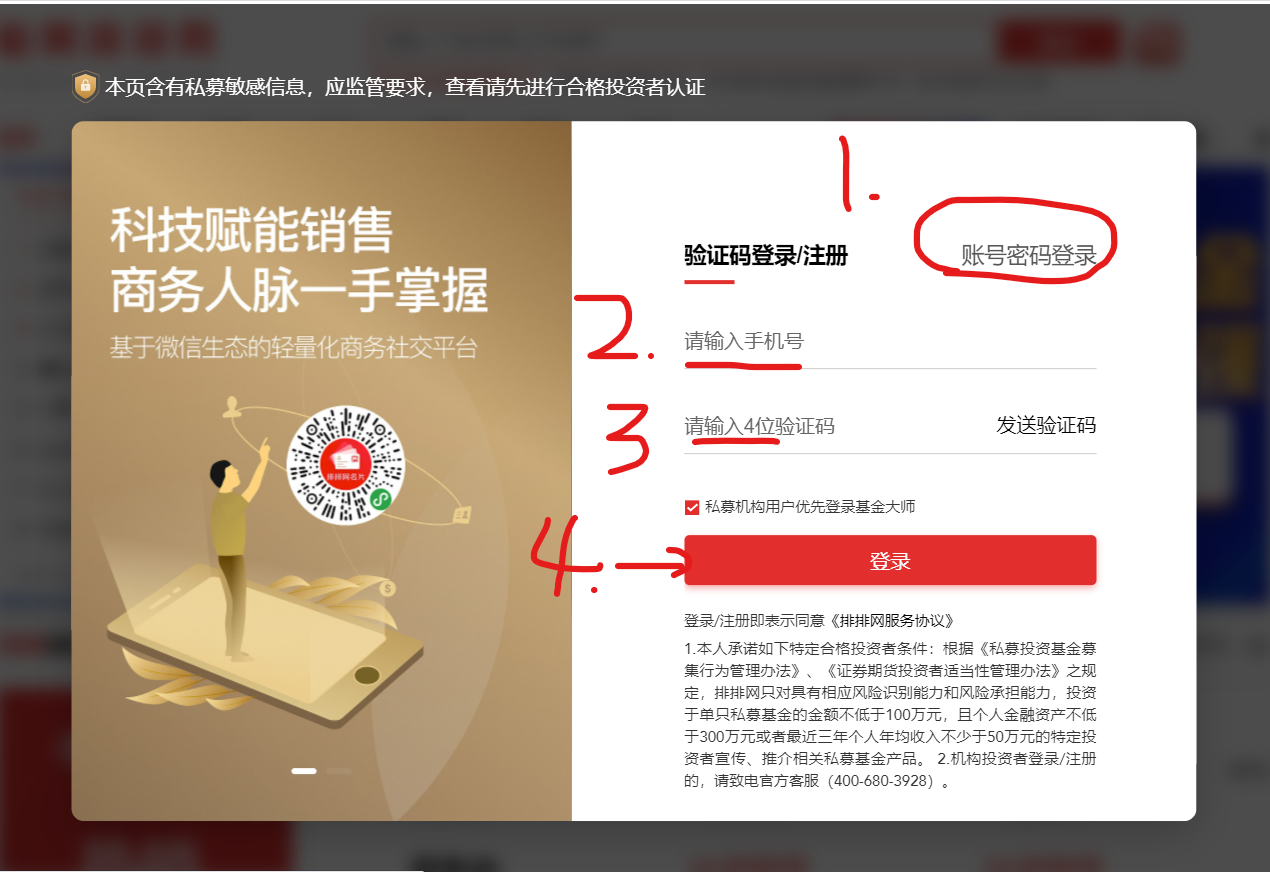 本页含有私募敏感信息，应监管要求，查看请先进行合格投资者认证
科技赋能销售
商务人脉一手掌握
基于微信生态的轻量化商务社交平台
排排网名片
1.
验证码登录/注册
账号密码登录
2.
请输入手机号
3
请输入4位验证码
发送验证码
私募机构用户优先登录基金大师
4.
登录
登录/注册即表示同意《排排网服务协议》
1.本人承诺如下特定合格投资者条件：根据《私募投资基金募
集行为管理办法》、《证券期货投资者适当性管理办法》之规
定，排排网只对具有相应风险识别能力和风险承担能力，投资
于单只私募基金的金额不低于100万元，且个人金融资产不低
于300万元或者最近三年个人年均收入不少于50万元的特定投
资者宣传、推介相关私募基金产品。 2.机构投资者登录/注册
的，请致电官方客服（400-680-3928）。